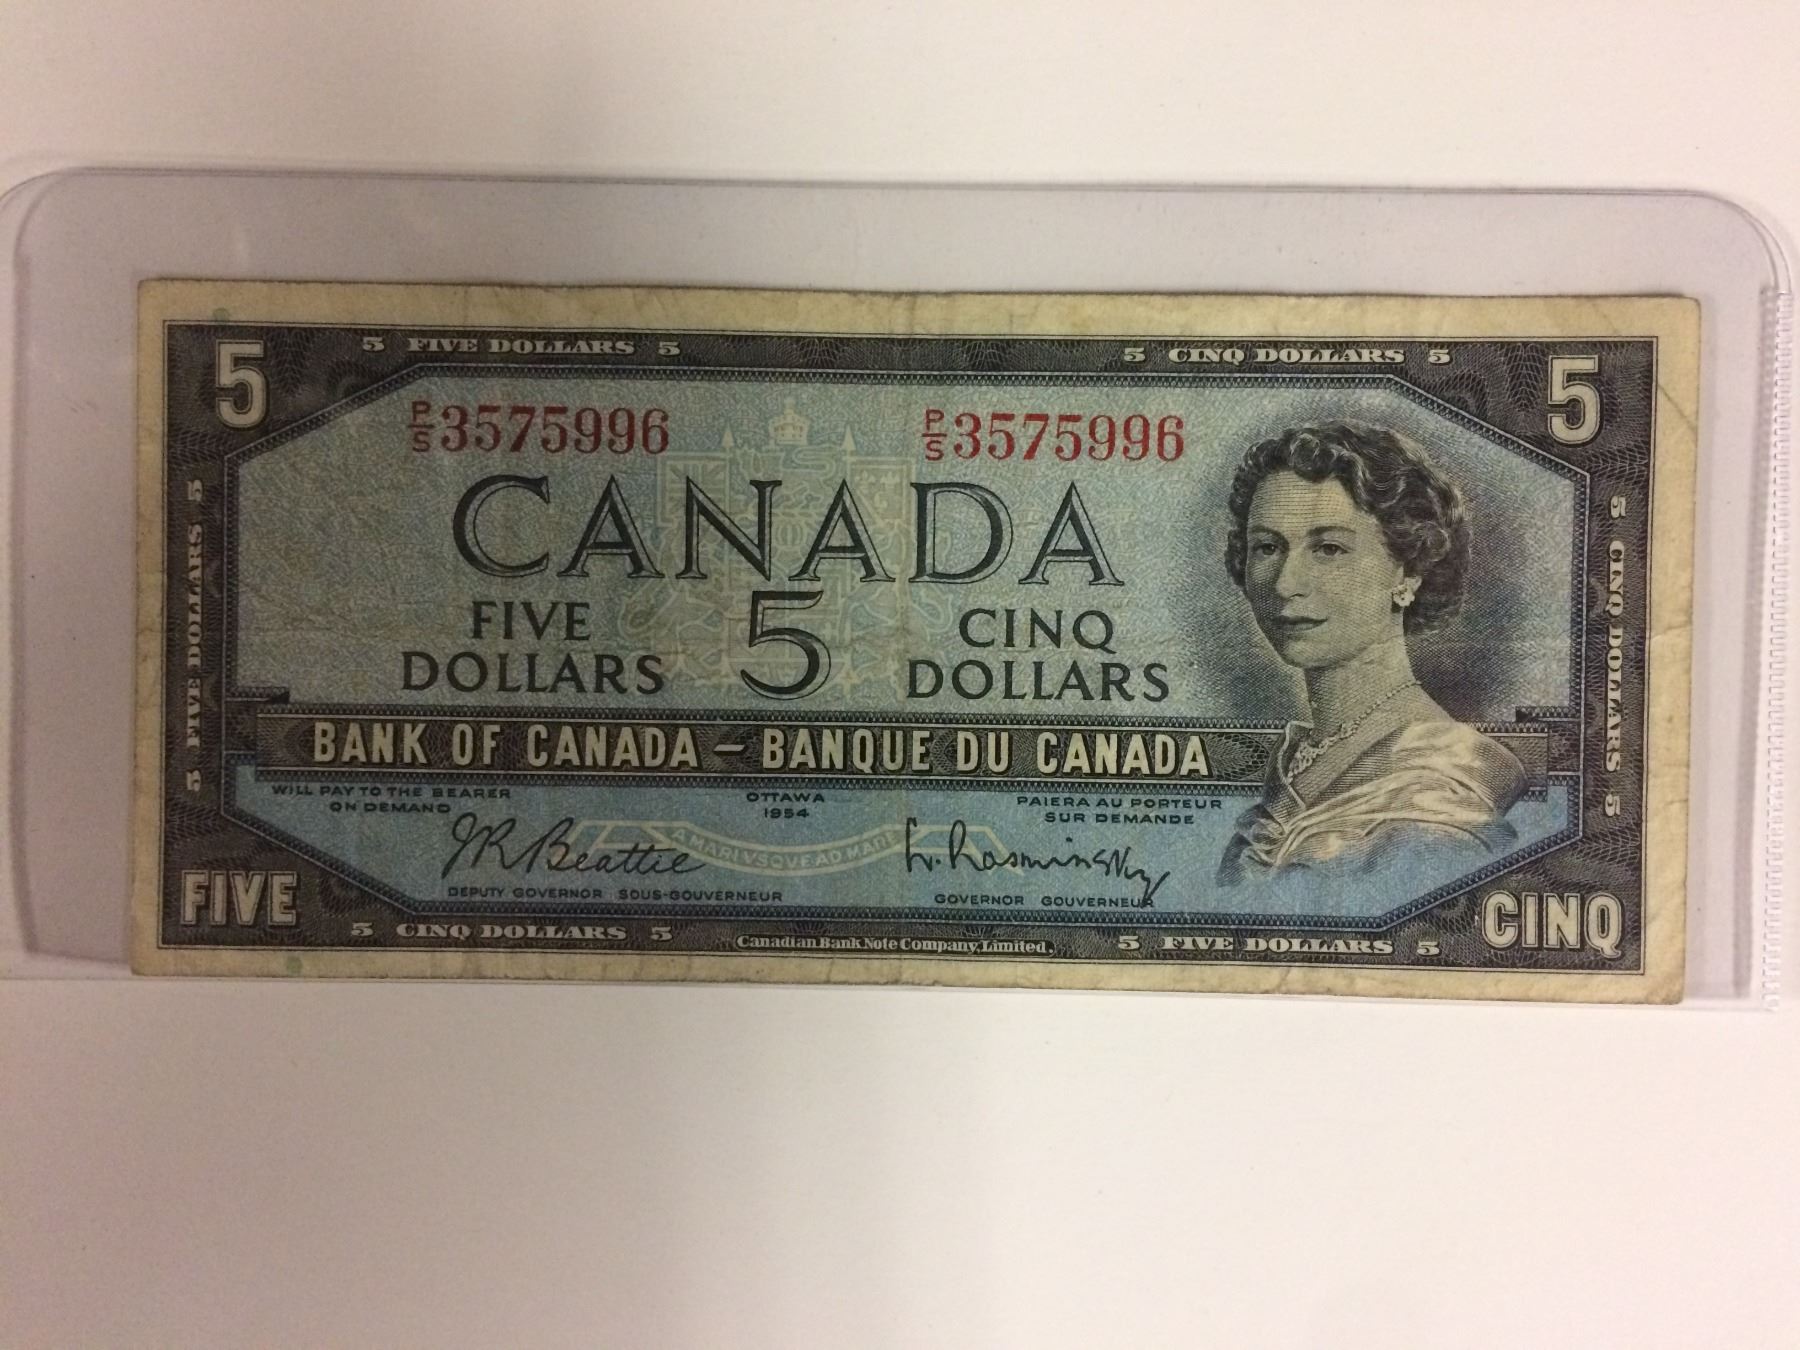 5 FIVE DOLLARS 5
5 CINQ DOLLARS 5
5
5
P/S 3575996
P/S 3575996
CANADA
FIVE DOLLARS
5
CINQ DOLLARS
5 FIVE DOLLARS 5
5 CINQ DOLLARS 5
BANK OF CANADA – BANQUE DU CANADA
WILL PAY TO THE BEARER
ON DEMAND
OTTAWA
1954
PAIERA AU PORTEUR
SUR DEMANDE
A MARI VSQVE AD MARE
J R Beattie
L. Rasminsky
DEPUTY GOVERNOR SOUS-GOUVERNEUR
GOVERNOR GOUVERNEUR
FIVE
CINQ
5 CINQ DOLLARS 5
Canadian Bank Note Company, Limited.
5 FIVE DOLLARS 5